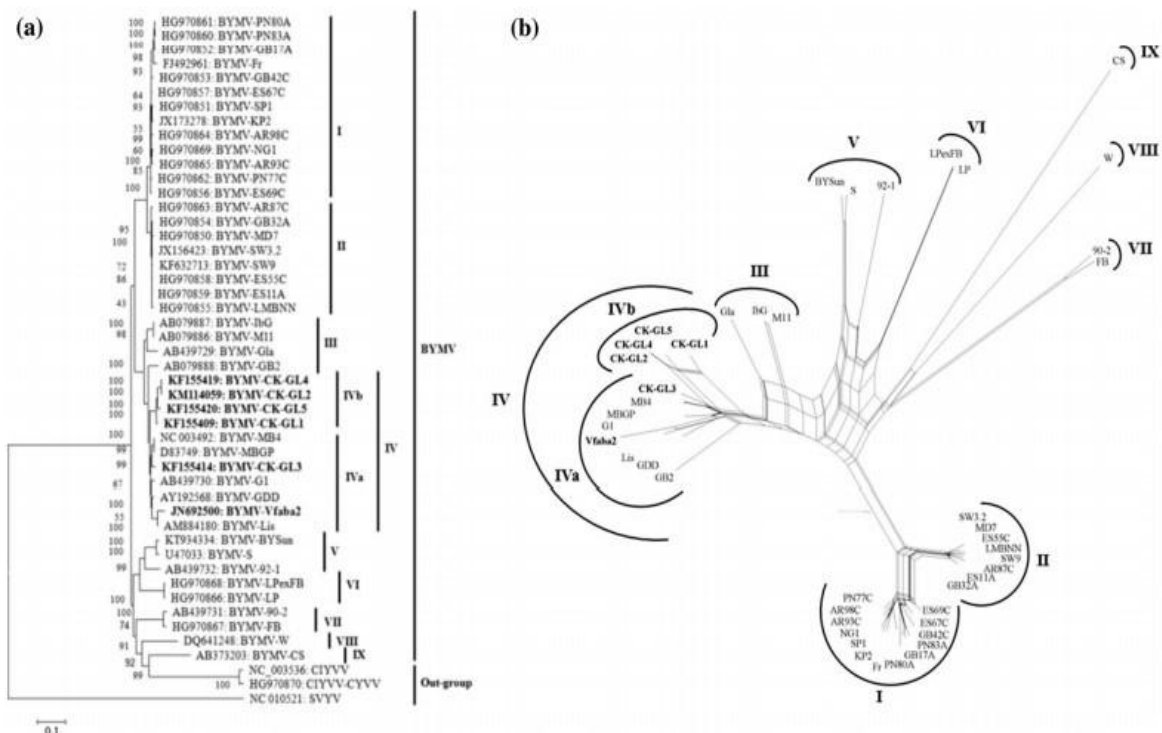 (a)
100 HG970861: BYMV-PN80A
100 HG970860: BYMV-PN83A
100 HG970852: BYMV-GB17A
98 FJ492961: BYMV-Fr
93 HG970853: BYMV-GB42C
HG970857: BYMV-ES67C
64
93 HG970851: BYMV-SP1
JX173278: BYMV-KP2
55
99 HG970864: BYMV-AR98C
I
60 HG970869: BYMV-NG1
100 HG970865: BYMV-AR93C
85 HG970862: BYMV-PN77C
100 HG970856: BYMV-ES69C
HG970863: BYMV-AR87C
HG970854: BYMV-GB32A
95 HG970850: BYMV-MD7
100 JX156423: BYMV-SW3.2
II
72 KF632713: BYMV-SW9
86 HG970858: BYMV-ES55C
HG970859: BYMV-ES11A
43 HG970855: BYMV-LMBNN
100 AB079887: BYMV-IbG
98 AB079886: BYMV-M11
III
AB439729: BYMV-Gla
BYMV
100 AB079888: BYMV-GB2
100 KF155419: BYMV-CK-GL4
100 KM114059: BYMV-CK-GL2
IVb
100 KF155420: BYMV-CK-GL5
100 KF155409: BYMV-CK-GL1
100 NC 003492: BYMV-MB4
IV
99 D83749: BYMV-MBGP
99 KF155414: BYMV-CK-GL3
67 AB439730: BYMV-G1
IVa
AY192568: BYMV-GDD
100 JN692500: BYMV-Vfaba2
55
100 AM884180: BYMV-Lis
100 KT934334: BYMV-BYSun
100 U47033: BYMV-S
V
99 AB439732: BYMV-92-1
HG970868: BYMV-LPexFB
VI
100 HG970866: BYMV-LP
100 AB439731: BYMV-90-2
VII
74 HG970867: BYMV-FB
91 DQ641248: BYMV-W
VIII
92 AB373203: BYMV-CS
IX
99 NC_003536: CIYVV
100 HG970870: CIYVV-CYVV
Out-group
NC 010521: SVYV
0.1
(b)
IX
CS
VI
LPexFB
LP
V
BYSun
S
92-1
VIII
W
VII
90-2
FB
III
Gla
IbG
M11
IVb
CK-GL5
CK-GL4
CK-GL1
CK-GL2
IV
CK-GL3
MB4
MBGP
G1
Vfaba2
Lis
GDD
GB2
IVa
SW3.2
MD7
ES55C
LMBNN
SW9
AR87C
ES11A
GB32A
II
PN77C
AR98C
AR93C
NG1
SP1
KP2
Fr
PN80A
GB17A
PN83A
GB42C
ES67C
ES69C
I